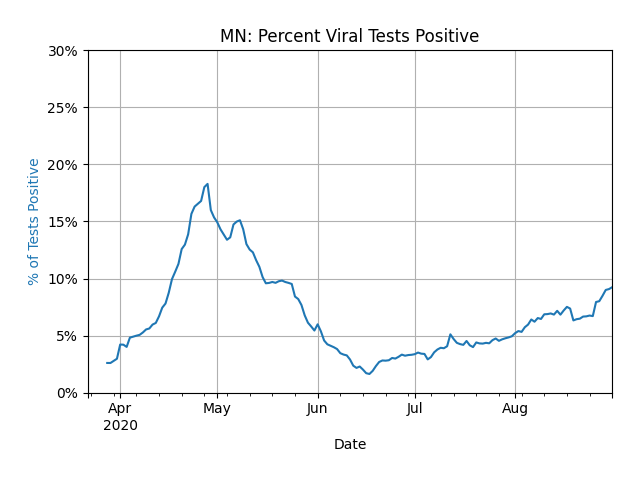 MN: Percent Viral Tests Positive
30%
25%
20%
15%
10%
5%
0%
% of Tests Positive
Apr
2020
May
Jun
Jul
Aug
Date